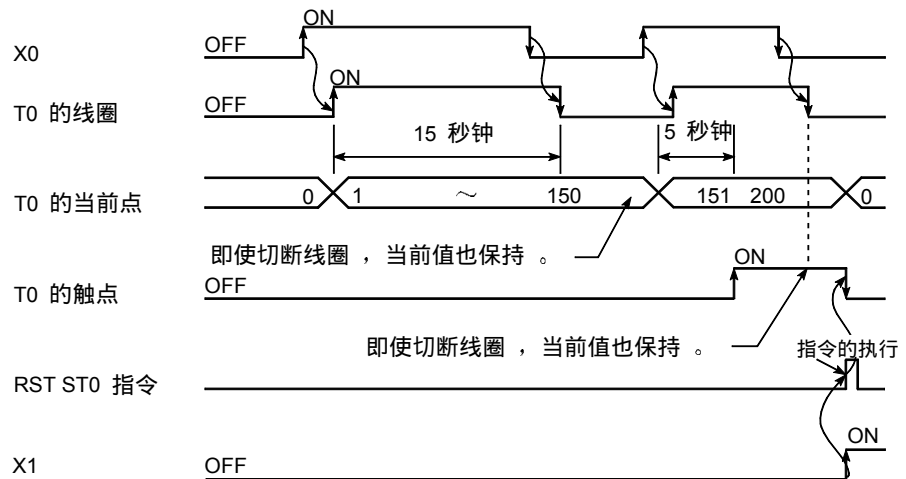 ON
X0 OFF
ON
T0 的线圈 OFF
15 秒钟 5 秒钟
T0 的当前点 0 1 ～ 150 151 200 0
即使切断线圈 ，当前值也保持 。
ON
T0 的触点 OFF
即使切断线圈 ，当前值也保持 。 指令的执行
RST ST0 指令
ON
X1 OFF